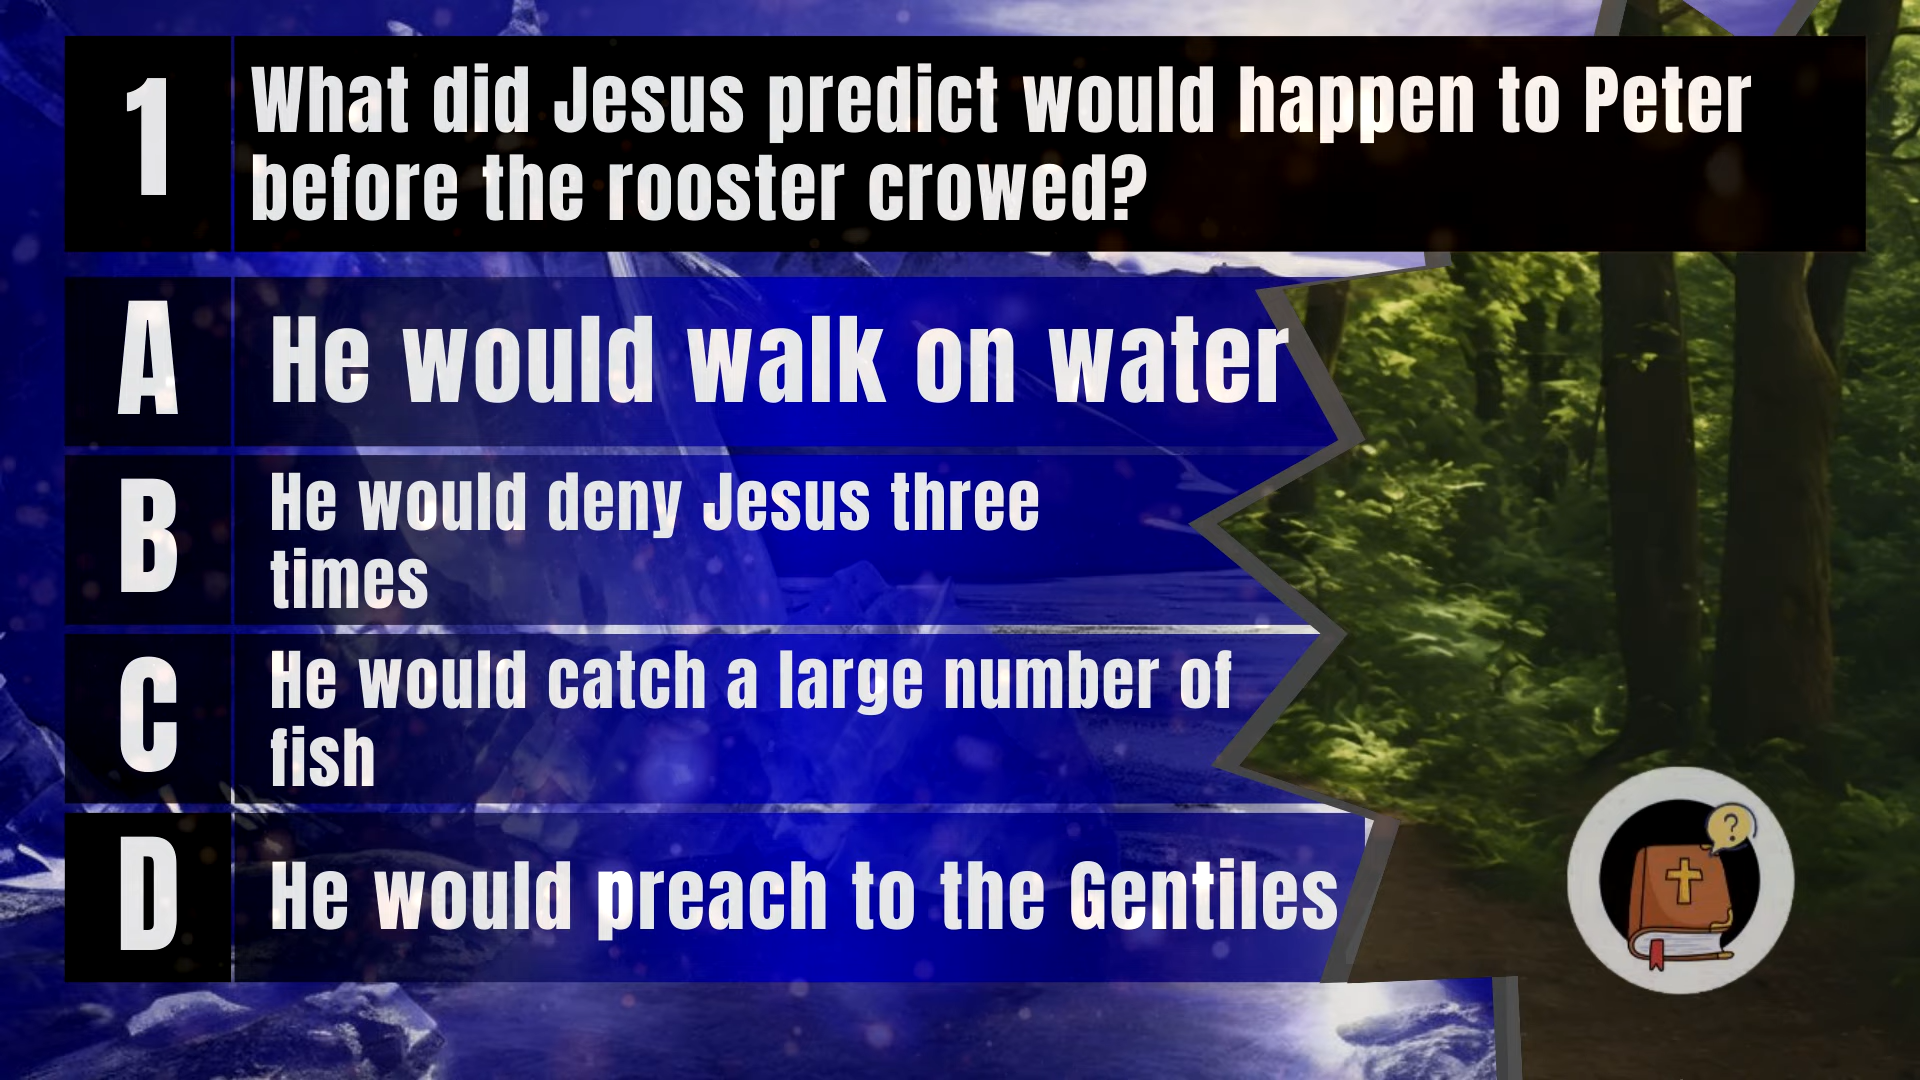 1
What did Jesus predict would happen to Peter
before the rooster crowed?
A
He would walk on water
B
He would deny Jesus three
times
C
He would catch a large number of
fish
D
He would preach to the Gentiles
?